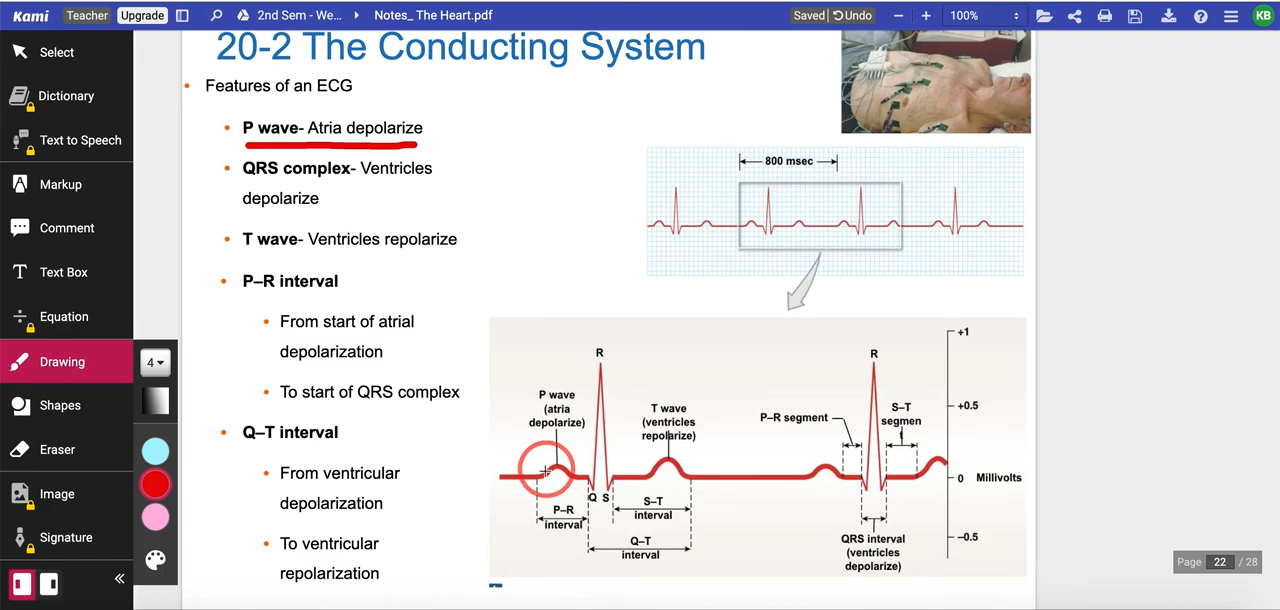 Kami Teacher Upgrade 2nd Sem - We... Notes_ The Heart.pdf Saved Undo 100% KB
Select
Dictionary
Text to Speech
Markup
Comment
Text Box
Equation
Drawing
Shapes
Eraser
Image
Signature
4
20-2 The Conducting System
• Features of an ECG
• P wave- Atria depolarize
• QRS complex- Ventricles
depolarize
• T wave- Ventricles repolarize
• P–R interval
• From start of atrial
depolarization
• To start of QRS complex
• Q–T interval
• From ventricular
depolarization
• To ventricular
repolarization
800 msec
R
P wave
(atria
depolarize)
T wave
(ventricles
repolarize)
Q S
P–R
interval
S–T
interval
Q–T
interval
P–R segment
R
S–T
segmen
t
QRS interval
(ventricles
depolarize)
+1
+0.5
0 Millivolts
–0.5
Page 22 / 28